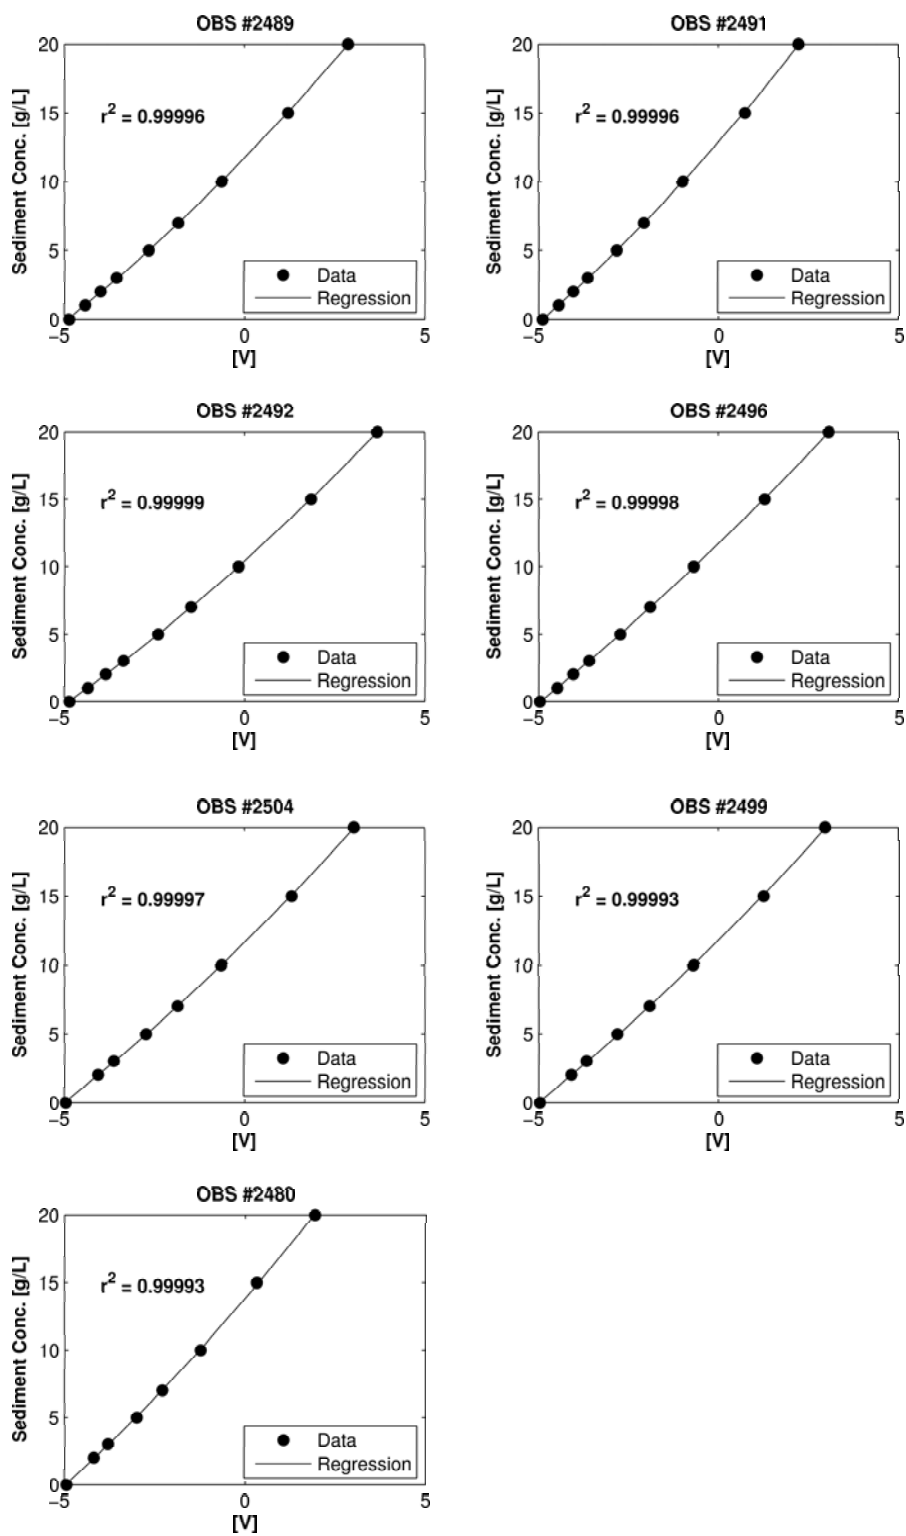 OBS #2489
Sediment Conc. [g/L]
20
15
10
5
0
r² = 0.99996
Data
Regression
−5 0 5
[V]
OBS #2491
Sediment Conc. [g/L]
20
15
10
5
0
r² = 0.99996
Data
Regression
−5 0 5
[V]
OBS #2492
Sediment Conc. [g/L]
20
15
10
5
0
r² = 0.99999
Data
Regression
−5 0 5
[V]
OBS #2496
Sediment Conc. [g/L]
20
15
10
5
0
r² = 0.99998
Data
Regression
−5 0 5
[V]
OBS #2504
Sediment Conc. [g/L]
20
15
10
5
0
r² = 0.99997
Data
Regression
−5 0 5
[V]
OBS #2499
Sediment Conc. [g/L]
20
15
10
5
0
r² = 0.99993
Data
Regression
−5 0 5
[V]
OBS #2480
Sediment Conc. [g/L]
20
15
10
5
0
r² = 0.99993
Data
Regression
−5 0 5
[V]